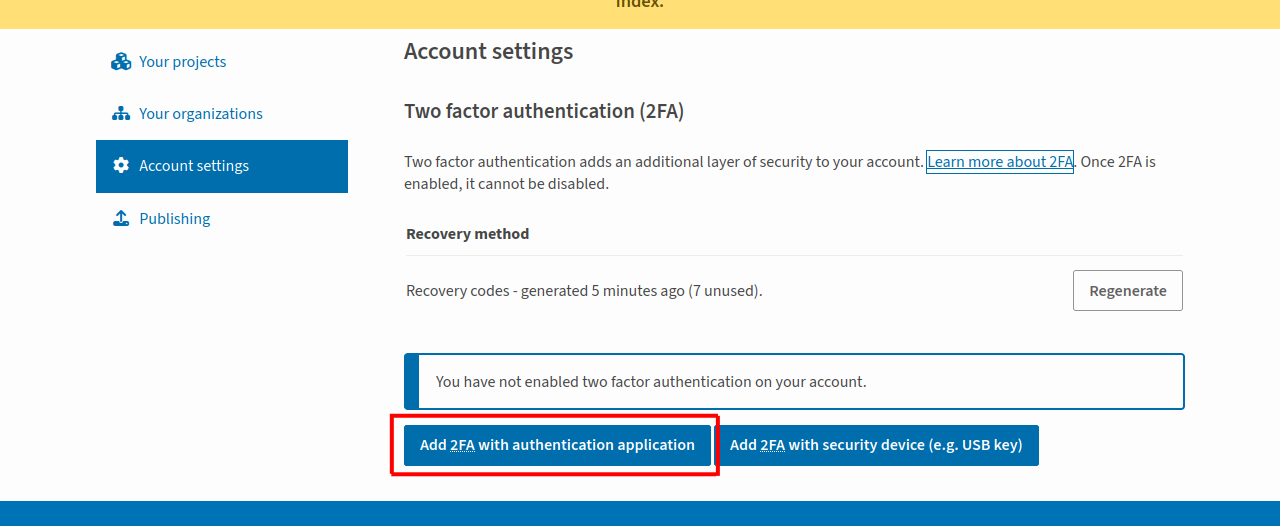 index.
Your projects
Your organizations
Account settings
Publishing
Account settings
Two factor authentication (2FA)
Two factor authentication adds an additional layer of security to your account. Learn more about 2FA. Once 2FA is
enabled, it cannot be disabled.
Recovery method
Recovery codes - generated 5 minutes ago (7 unused).
Regenerate
You have not enabled two factor authentication on your account.
Add 2FA with authentication application
Add 2FA with security device (e.g. USB key)